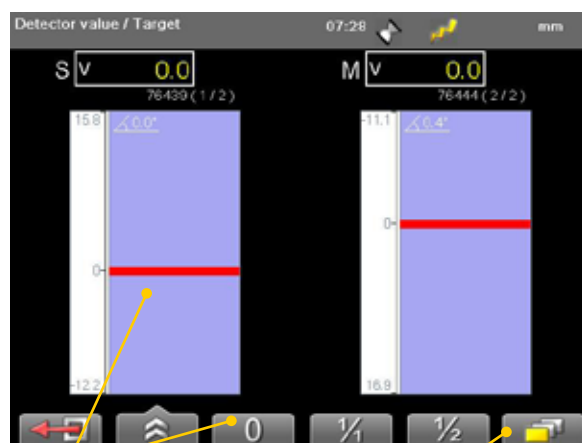 Detector value / Target 07:28 mm
S V 0.0 M V 0.0
76439 (1/2) 76444 (2/2)
15.8 0.0° -11.1 0.4°
0 0
-12.2 16.9
0 1/1 1/2